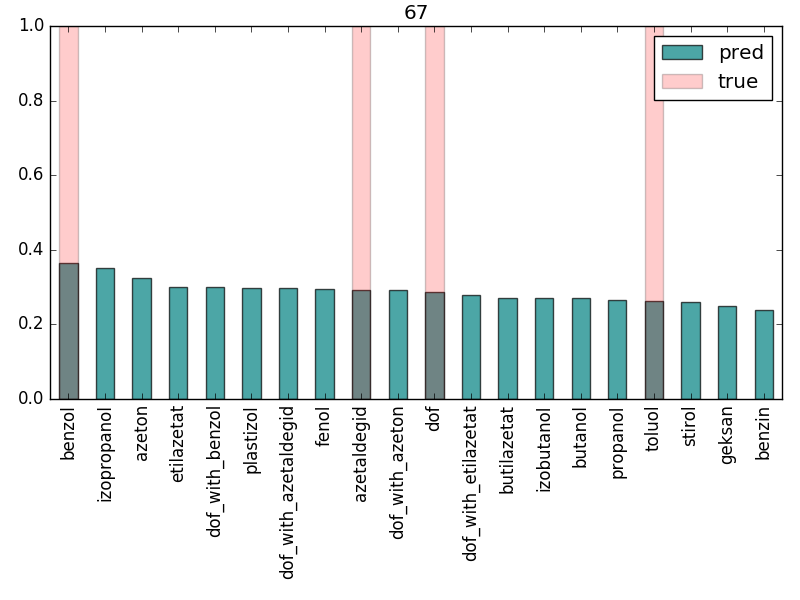 67
1.0
0.8
0.6
0.4
0.2
0.0
pred
true
benzol
izopropanol
azeton
etilazetat
dof_with_benzol
plastizol
dof_with_azetaldegid
fenol
azetaldegid
dof_with_azeton
dof
dof_with_etilazetat
butilazetat
izobutanol
butanol
propanol
toluol
stirol
geksan
benzin